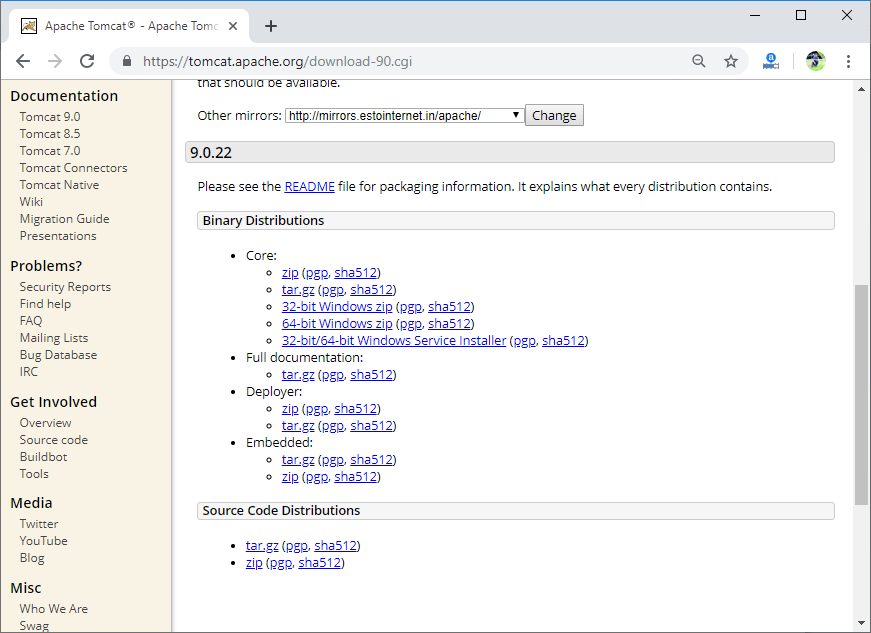 Apache Tomcat® - Apache Tomc
https://tomcat.apache.org/download-90.cgi
Documentation
Tomcat 9.0
Tomcat 8.5
Tomcat 7.0
Tomcat Connectors
Tomcat Native
Wiki
Migration Guide
Presentations
Problems?
Security Reports
Find help
FAQ
Mailing Lists
Bug Database
IRC
Get Involved
Overview
Source code
Buildbot
Tools
Media
Twitter
YouTube
Blog
Misc
Who We Are
Swag
that should be available.
Other mirrors: http://mirrors.estointernet.in/apache/ Change
9.0.22
Please see the README file for packaging information. It explains what every distribution contains.
Binary Distributions
• Core:
zip (pgp, sha512)
tar.gz (pgp, sha512)
32-bit Windows zip (pgp, sha512)
64-bit Windows zip (pgp, sha512)
32-bit/64-bit Windows Service Installer (pgp, sha512)
• Full documentation:
tar.gz (pgp, sha512)
• Deployer:
zip (pgp, sha512)
tar.gz (pgp, sha512)
• Embedded:
tar.gz (pgp, sha512)
zip (pgp, sha512)
Source Code Distributions
• tar.gz (pgp, sha512)
• zip (pgp, sha512)